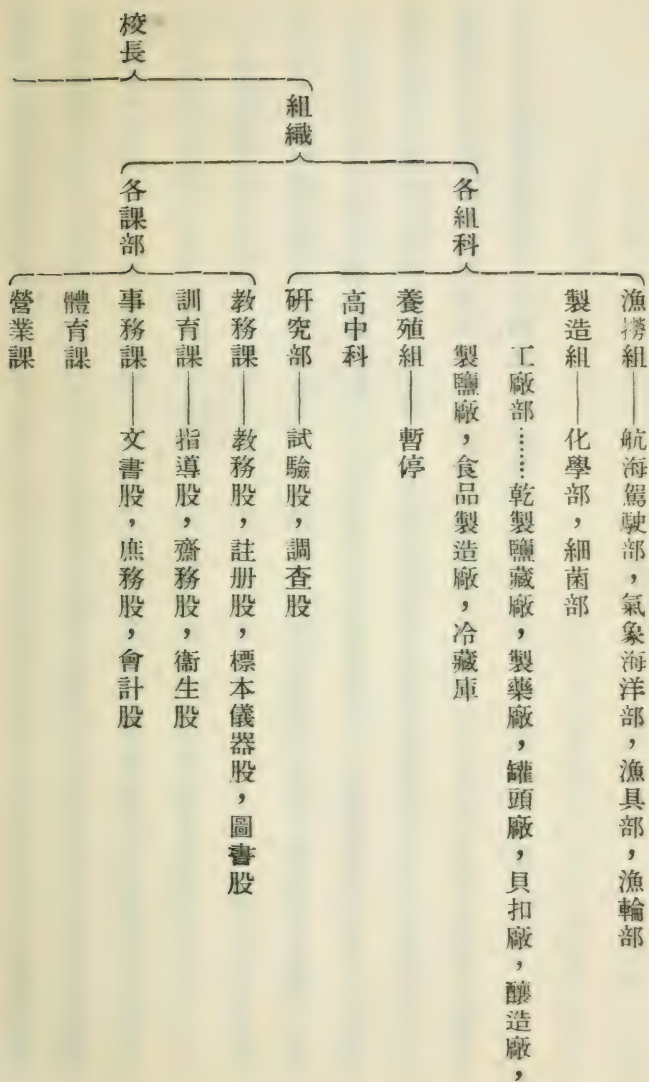 漁撈組——航海駕駛部，氣象海洋部，漁具部，漁輪部
製造組——化學部，細菌部
工廠部……乾製鹽藏廠，製藥廠，罐頭廠，貝扣廠，釀造廠，
製鹽廠，食品製造廠，冷藏庫
各組科
養殖組——暫停
高中科
研究部——試驗股，調查股
組織
教務課——教務股，註册股，標本儀器股，圖書股
訓育課——指導股，齋務股，衞生股
各課部
事務課——文書股，庶務股，會計股
校長
體育課
營業課